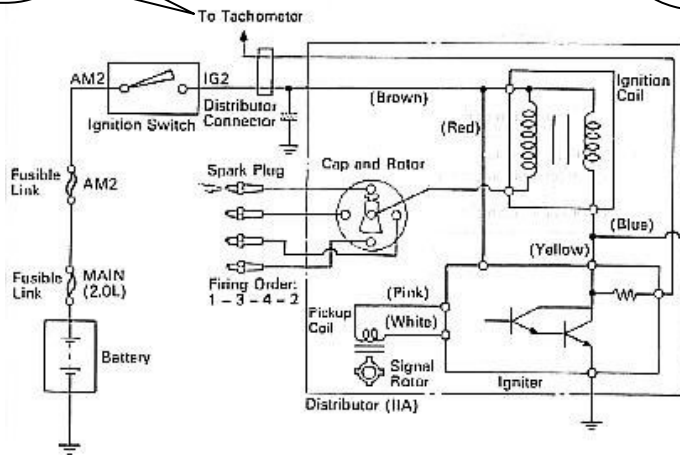 To Tachometer
AM2
IG2
Ignition Switch
Distributor
Connector
(Brown)
(Red)
Ignition
Coil
Fusible
Link
AM2
Spark Plug
Cap and Rotor
(Blue)
(Yellow)
Fusible
Link
MAIN
(2.0L)
Firing Order:
1 – 3 – 4 – 2
(Pink)
Pickup
Coil
(White)
Battery
Signal
Rotor
Igniter
Distributor (IIA)